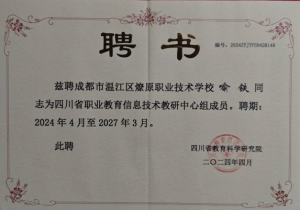 聘书
兹聘成都市温江区燎原职业技术学校喻铁同
志为四川省职业教育信息技术教研中心组成员。聘期：
2024年4月至2027年3月。
此聘
四川省教育科学研究院
二〇二四年四月